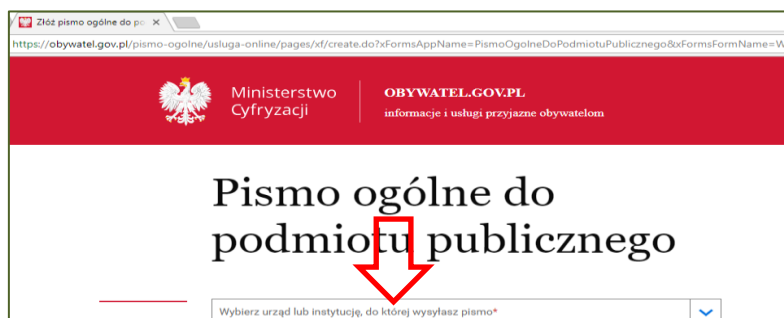 Złóż pismo ogólne do po
https://obywatel.gov.pl/pismo-ogolne/usluga-online/pages/xf/create.do?xFormsAppName=PismoOgolneDoPodmiotuPublicznego&xFormsFormName=W
Ministerstwo
Cyfryzacji
OBYWATEL.GOV.PL
informacje i usługi przyjazne obywatelom
Pismo ogólne do
podmiotu publicznego
Wybierz urząd lub instytucję, do której wysyłasz pismo*